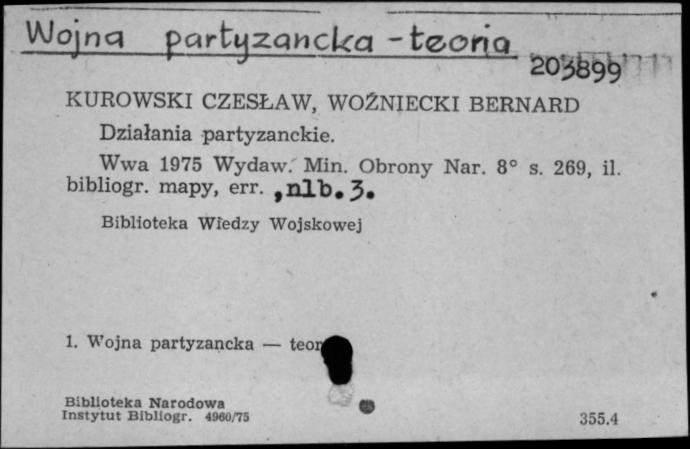 Wojna partyzancka - teoria
203899
KUROWSKI CZESŁAW, WOŹNIECKI BERNARD
Działania partyzanckie.
Wwa 1975 Wydaw. Min. Obrony Nar. 8° s. 269, il.
bibliogr. mapy, err. , nlb. 3.
Biblioteka Wiedzy Wojskowej
1. Wojna partyzancka — teor
Biblioteka Narodowa
Instytut Bibliogr. 4960/75
355.4